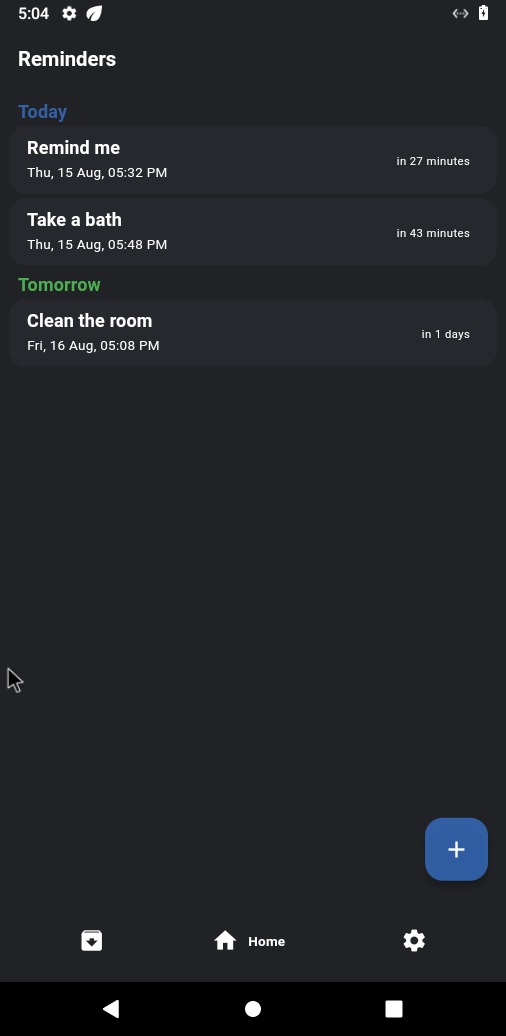 5:04
Reminders
Today
Remind me
Thu, 15 Aug, 05:32 PM
in 27 minutes
Take a bath
Thu, 15 Aug, 05:48 PM
in 43 minutes
Tomorrow
Clean the room
Fri, 16 Aug, 05:08 PM
in 1 days
Home